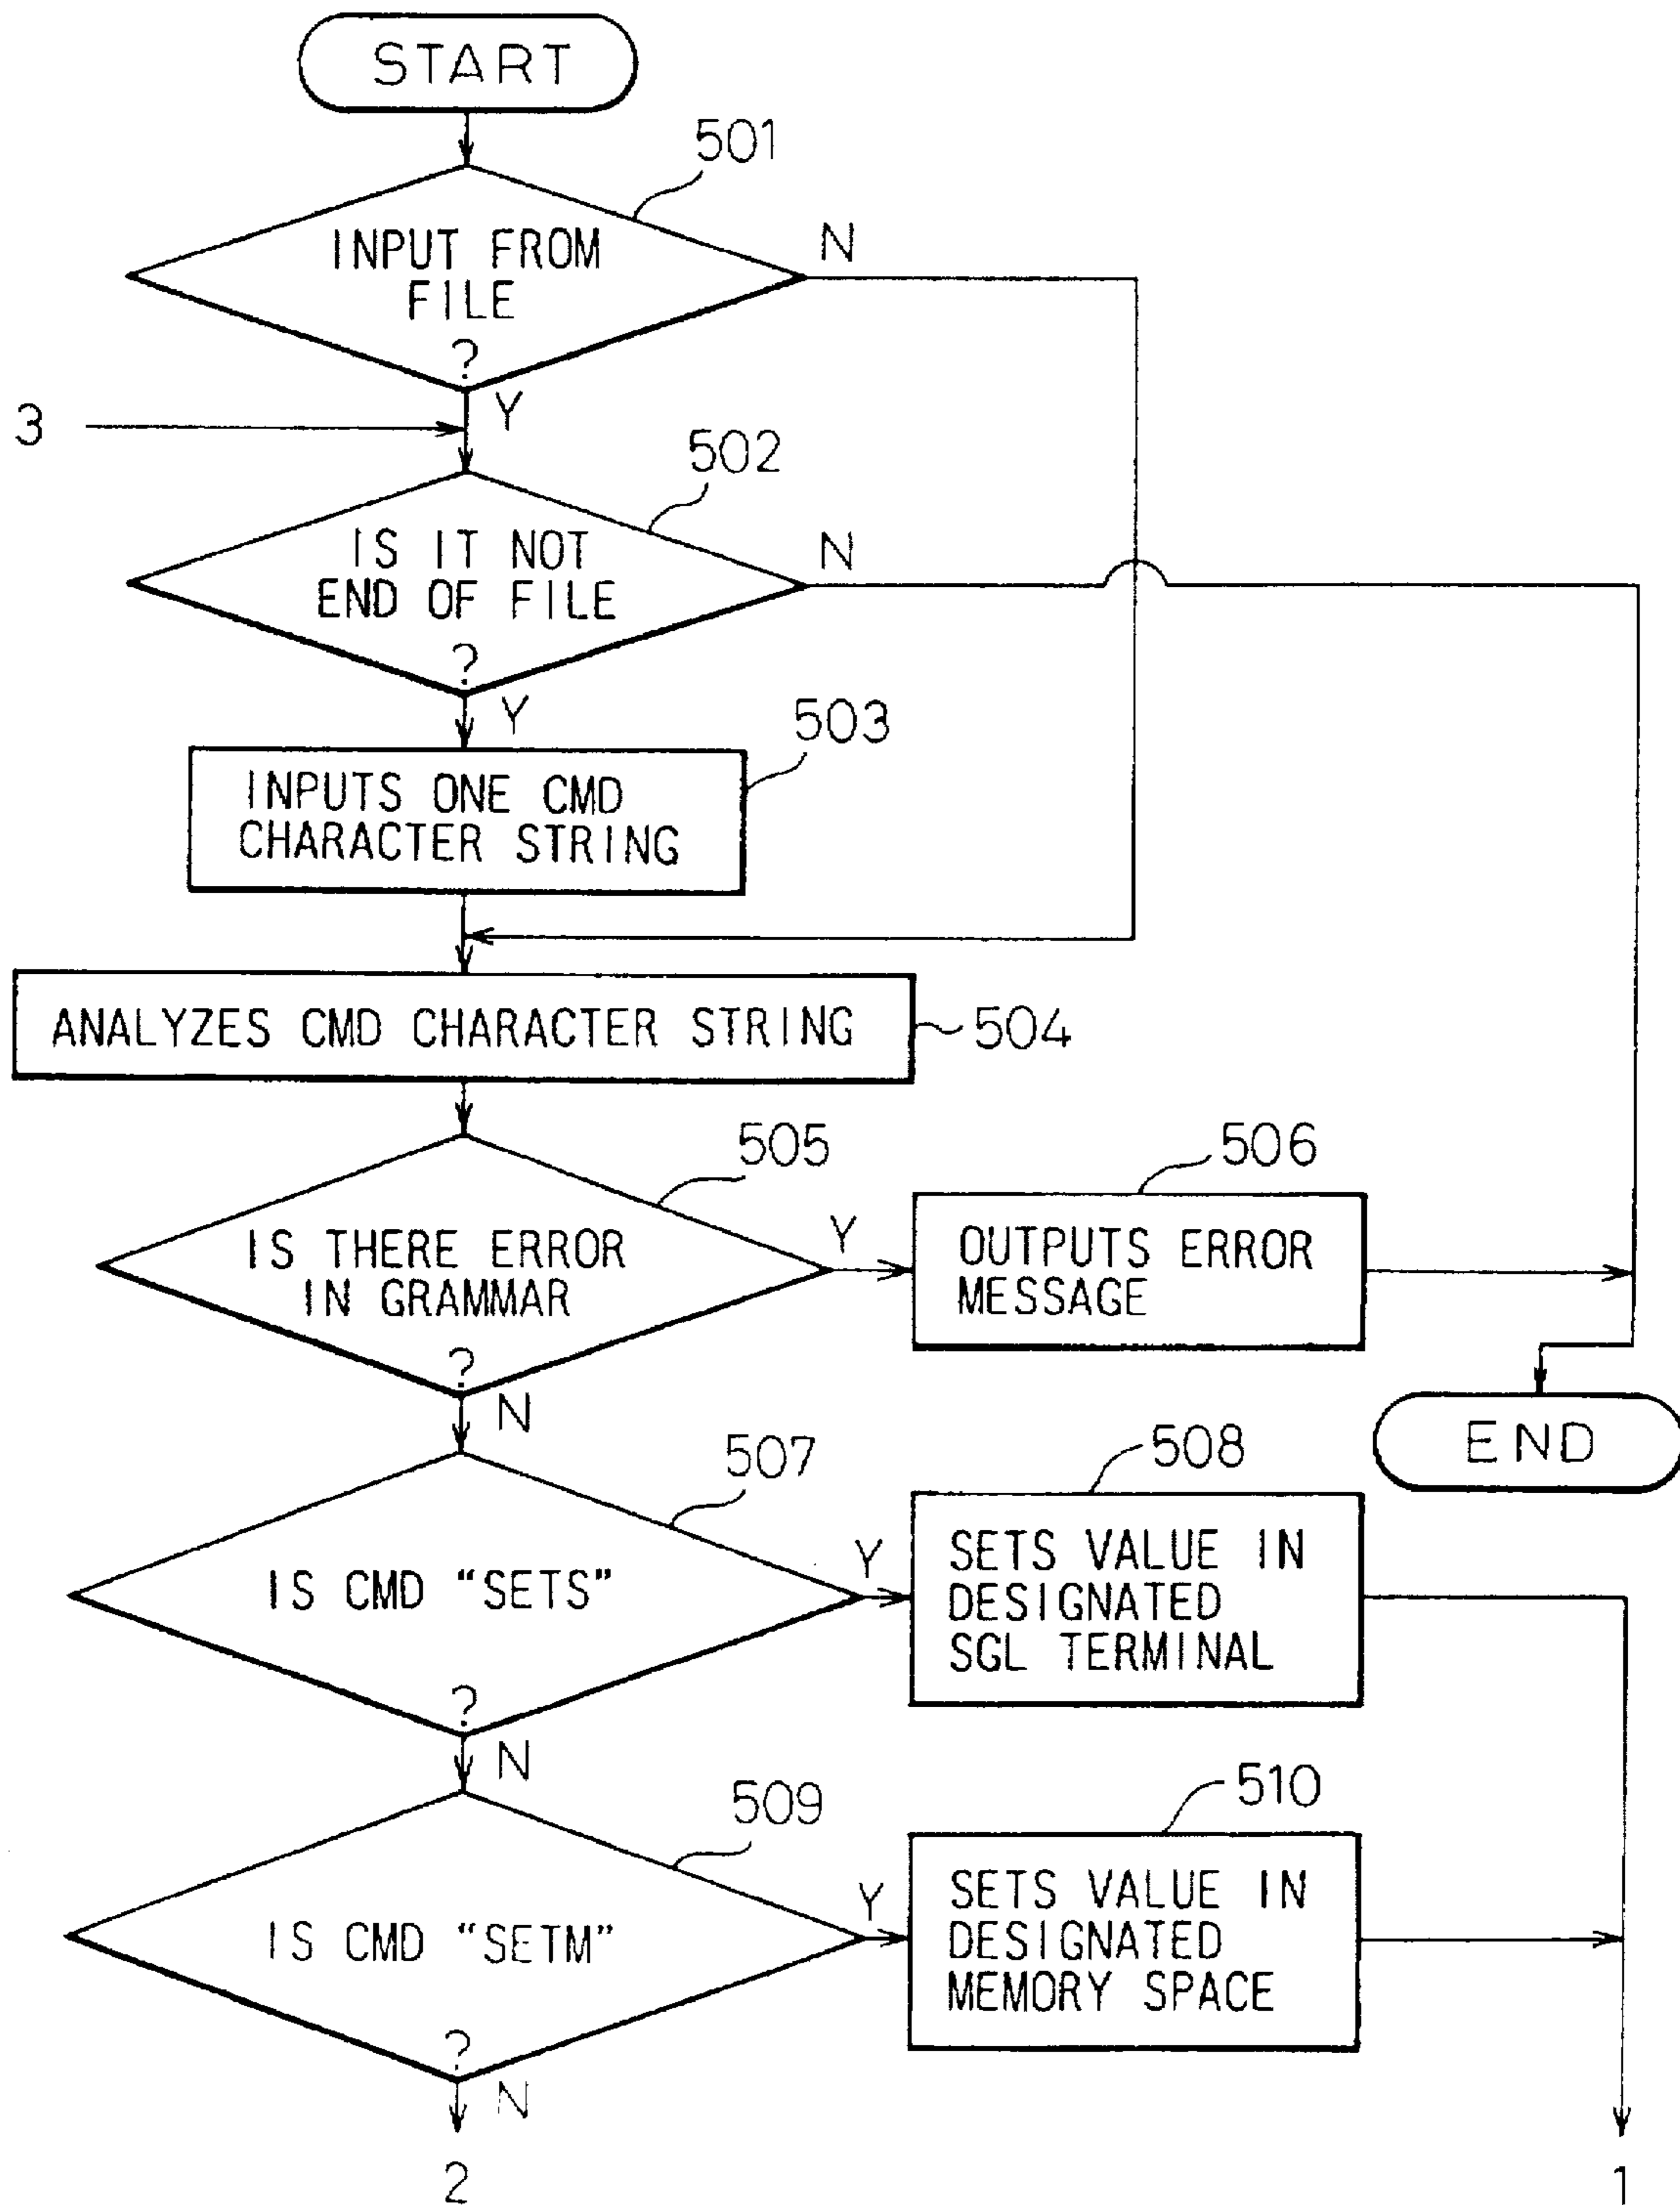 START
501
INPUT FROM
FILE
?
N
Y
3
502
IS IT NOT
END OF FILE
?
N
Y
503
INPUTS ONE CMD
CHARACTER STRING
ANALYZES CMD CHARACTER STRING
504
505
IS THERE ERROR
IN GRAMMAR
?
Y
N
506
OUTPUTS ERROR
MESSAGE
END
507
IS CMD "SETS"
?
Y
N
508
SETS VALUE IN
DESIGNATED
SGL TERMINAL
509
IS CMD "SETM"
?
Y
N
510
SETS VALUE IN
DESIGNATED
MEMORY SPACE
2
1